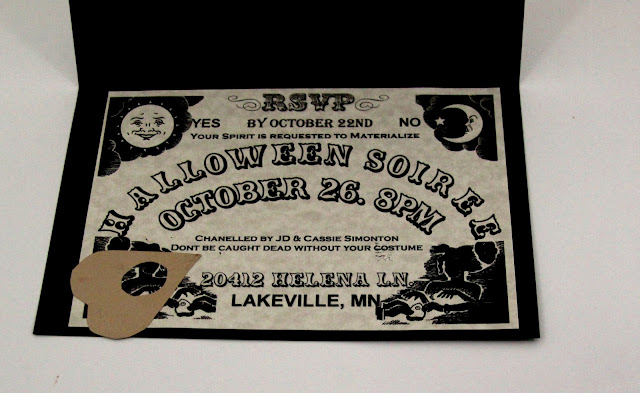 RSVP
YES BY OCTOBER 22ND NO
YOUR SPIRIT IS REQUESTED TO MATERIALIZE
HALLOWEEN SOIREE
OCTOBER 26. 8PM
CHANELLED BY JD & CASSIE SIMONTON
DONT BE CAUGHT DEAD WITHOUT YOUR COSTUME
20412 HELENA LN
LAKEVILLE, MN